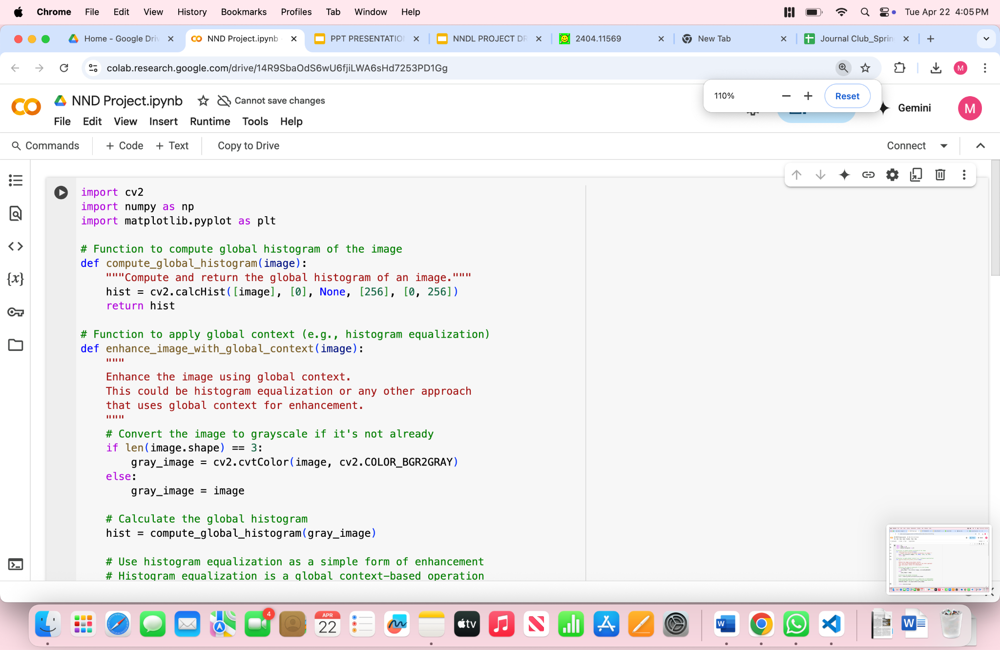 Chrome File Edit View History Bookmarks Profiles Tab Window Help Tue Apr 22 4:05 PM
Home - Google Driv NND Project.ipynb PPT PRESENTATIO NNDL PROJECT DR 2404.11569 New Tab Journal Club_Sprin
colab.research.google.com/drive/14R9SbaOdS6wU6fjiLWA6sHd7253PD1Gg M
110% Reset
NND Project.ipynb Cannot save changes Gemini M
File Edit View Insert Runtime Tools Help
Commands + Code + Text Copy to Drive Connect
import cv2
import numpy as np
import matplotlib.pyplot as plt
# Function to compute global histogram of the image
def compute_global_histogram(image):
"""Compute and return the global histogram of an image."""
hist = cv2.calcHist([image], [0], None, [256], [0, 256])
return hist
# Function to apply global context (e.g., histogram equalization)
def enhance_image_with_global_context(image):
"""
Enhance the image using global context.
This could be histogram equalization or any other approach
that uses global context for enhancement.
"""
# Convert the image to grayscale if it's not already
if len(image.shape) == 3:
gray_image = cv2.cvtColor(image, cv2.COLOR_BGR2GRAY)
else:
gray_image = image
# Calculate the global histogram
hist = compute_global_histogram(gray_image)
# Use histogram equalization as a simple form of enhancement
# Histogram equalization is a global context-based operation
{x}
4
APR
22
tv
W
W